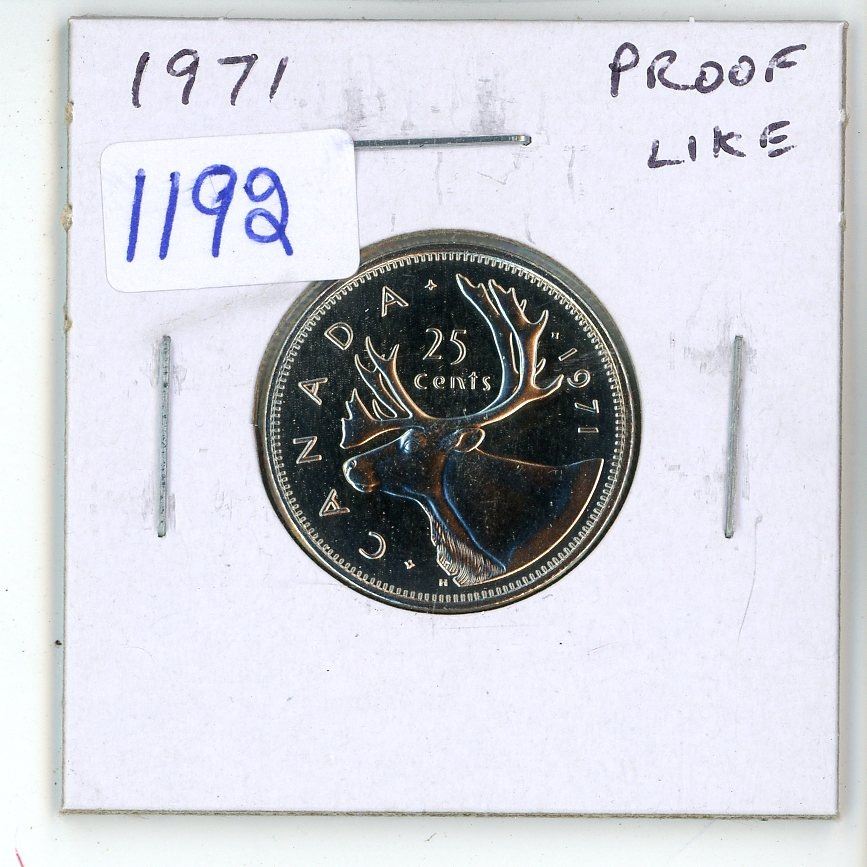 1971
PROOF
LIKE
1192
CANADA
25
cents
1971
H